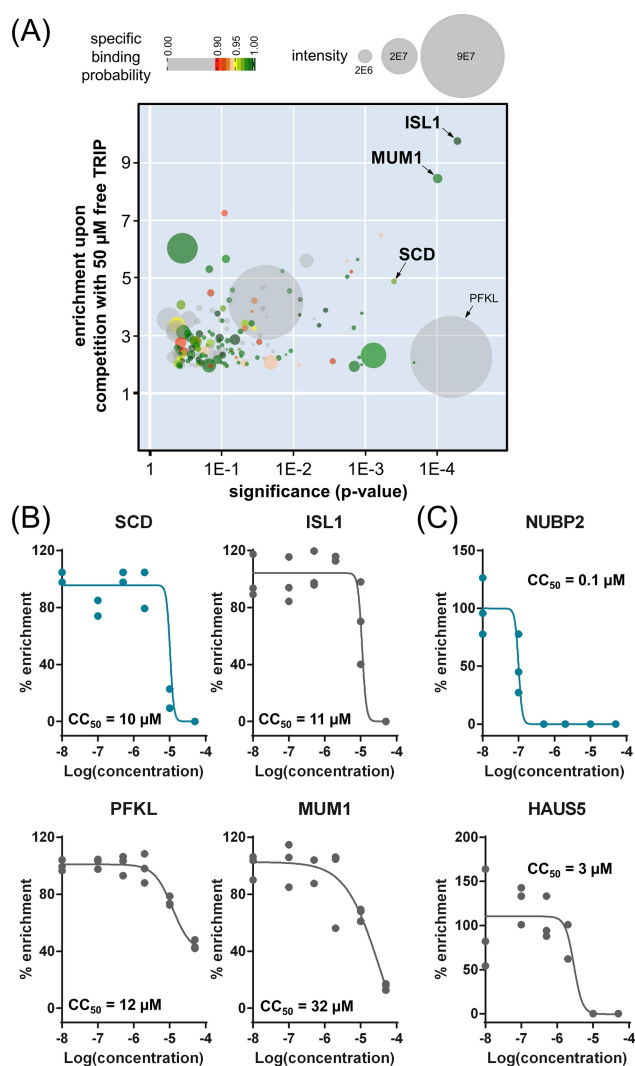 (A)
specific
binding
probability
0.00
0.90
0.95
1.00
intensity
2E6
2E7
9E7
enrichment upon
competition with 50 µM free TRIP
9
7
5
3
1
ISL1
MUM1
SCD
PFKL
1
1E-1
1E-2
1E-3
1E-4
significance (p-value)
(B)
SCD
% enrichment
120
80
40
0
CC50 = 10 µM
-8
-7
-6
-5
-4
Log(concentration)
ISL1
% enrichment
120
80
40
0
CC50 = 11 µM
-8
-7
-6
-5
-4
Log(concentration)
(C)
NUBP2
% enrichment
150
100
50
0
CC50 = 0.1 µM
-8
-7
-6
-5
-4
Log(concentration)
PFKL
% enrichment
120
80
40
0
CC50 = 12 µM
-8
-7
-6
-5
-4
Log(concentration)
MUM1
% enrichment
120
80
40
0
CC50 = 32 µM
-8
-7
-6
-5
-4
Log(concentration)
HAUS5
% enrichment
200
150
100
50
0
CC50 = 3 µM
-8
-7
-6
-5
-4
Log(concentration)